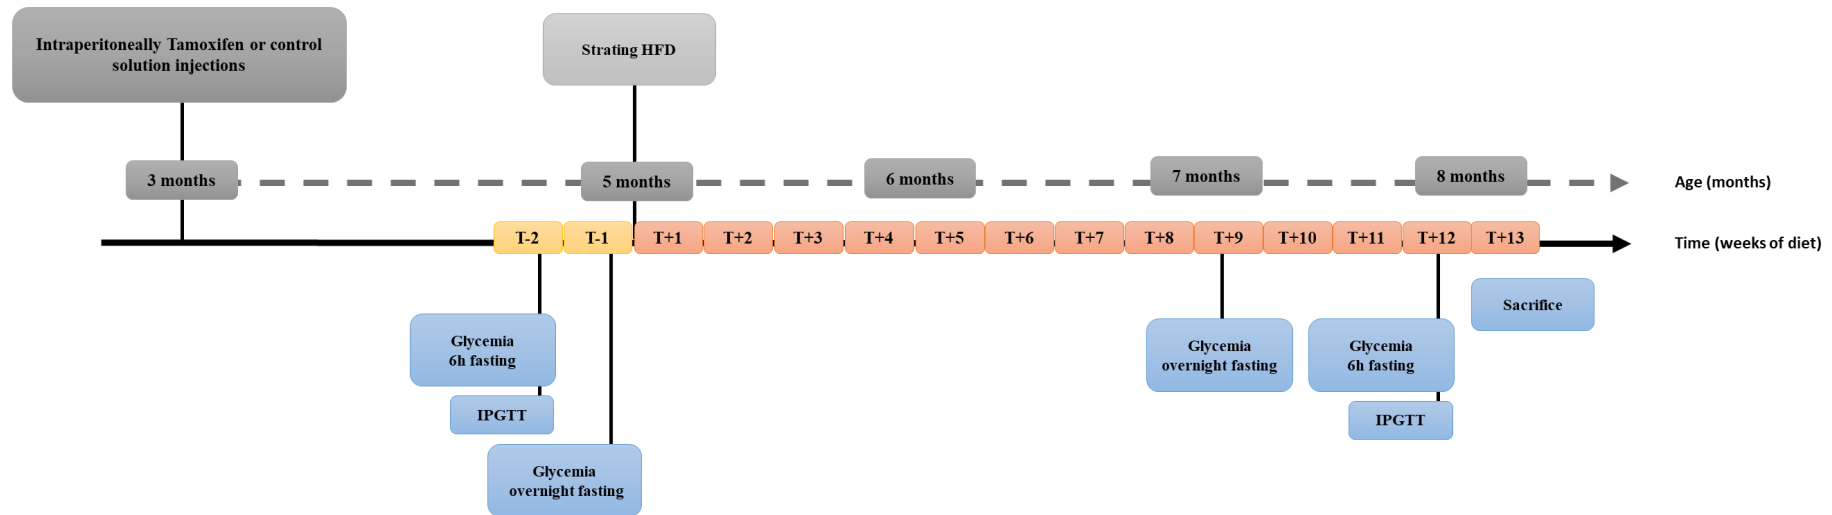 Intraperitoneally Tamoxifen or control
solution injections
Strating HFD
3 months
5 months
6 months
7 months
8 months
Age (months)
T-2
T-1
T+1
T+2
T+3
T+4
T+5
T+6
T+7
T+8
T+9
T+10
T+11
T+12
T+13
Time (weeks of diet)
Glycemia
6h fasting
IPGTT
Glycemia
overnight fasting
Glycemia
overnight fasting
Glycemia
6h fasting
IPGTT
Sacrifice